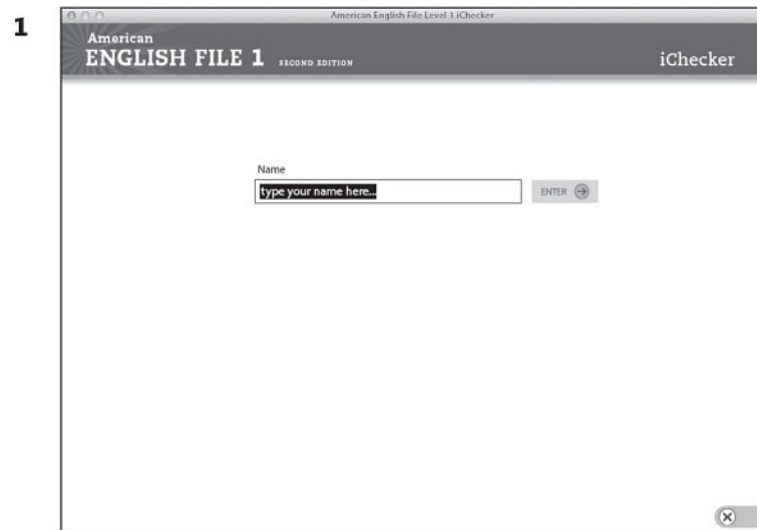 1
American English File Level 1 iChecker
American
ENGLISH FILE 1 SECOND EDITION
iChecker
Name
type your name here...
ENTER